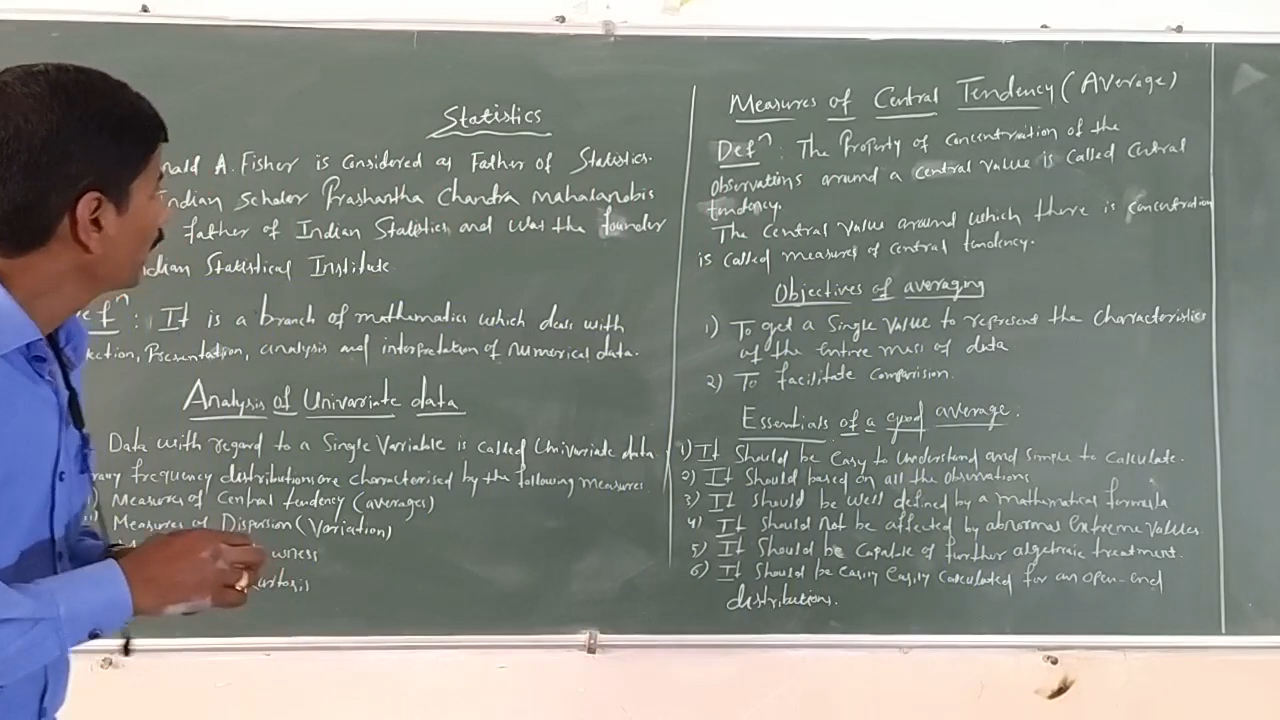 Statistics
nald A. Fisher is Considered as Father of Statistics.
Indian Scholar Prashantha Chandra mahalanobis
father of Indian Statistics and was the founder
ndian Statistical Institute.
ef^n : It is a branch of mathematics which deals with
ection, Presentation, analysis and interpretation of numerical data.
Analysis of Univariate data
Data with regard to a Single Variable is called Univariate data.
any frequency distributions are characterised by the following measures
i) Measures of Central tendency (averages)
ii) Measures of Dispersion (Variation)
wness
urtosis
Measures of Central Tendency (Average)
Def^n : The Property of concentration of the
observations around a central value is called central
tendency.
The Central Value around which there is concentration
is called measures of central tendency.
Objectives of averaging
1) To get a Single Value to represent the characteristics
of the entire mass of data
2) To facilitate comparision.
Essentials of a good average.
1) It Should be easy to understand and simple to calculate.
2) It Should based on all the observations
3) It Should be well defined by a mathematical formula
4) It Should not be affected by abnormal extreme values
5) It Should be capable of further algebraic treatment.
6) It Should be easily easily calculated for an open-end
distributions.